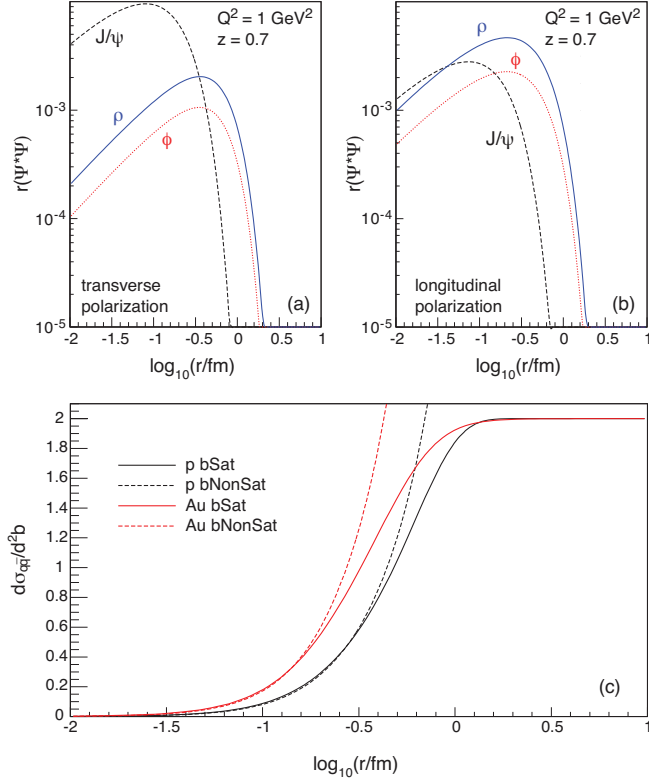 Q² = 1 GeV²
z = 0.7
J/ψ
ρ
ϕ
r(Ψ*Ψ)
10⁻³
10⁻⁴
10⁻⁵
transverse
polarization
(a)
-2 -1.5 -1 -0.5 0 0.5 1
log₁₀(r/fm)
Q² = 1 GeV²
z = 0.7
ρ
ϕ
J/ψ
r(Ψ*Ψ)
10⁻³
10⁻⁴
10⁻⁵
longitudinal
polarization
(b)
-2 -1.5 -1 -0.5 0 0.5 1
log₁₀(r/fm)
2
1.8
1.6
1.4
1.2
1
0.8
0.6
0.4
0.2
0
dσqq̄/d²b
p bSat
p bNonSat
Au bSat
Au bNonSat
(c)
-2 -1.5 -1 -0.5 0 0.5 1
log₁₀(r/fm)